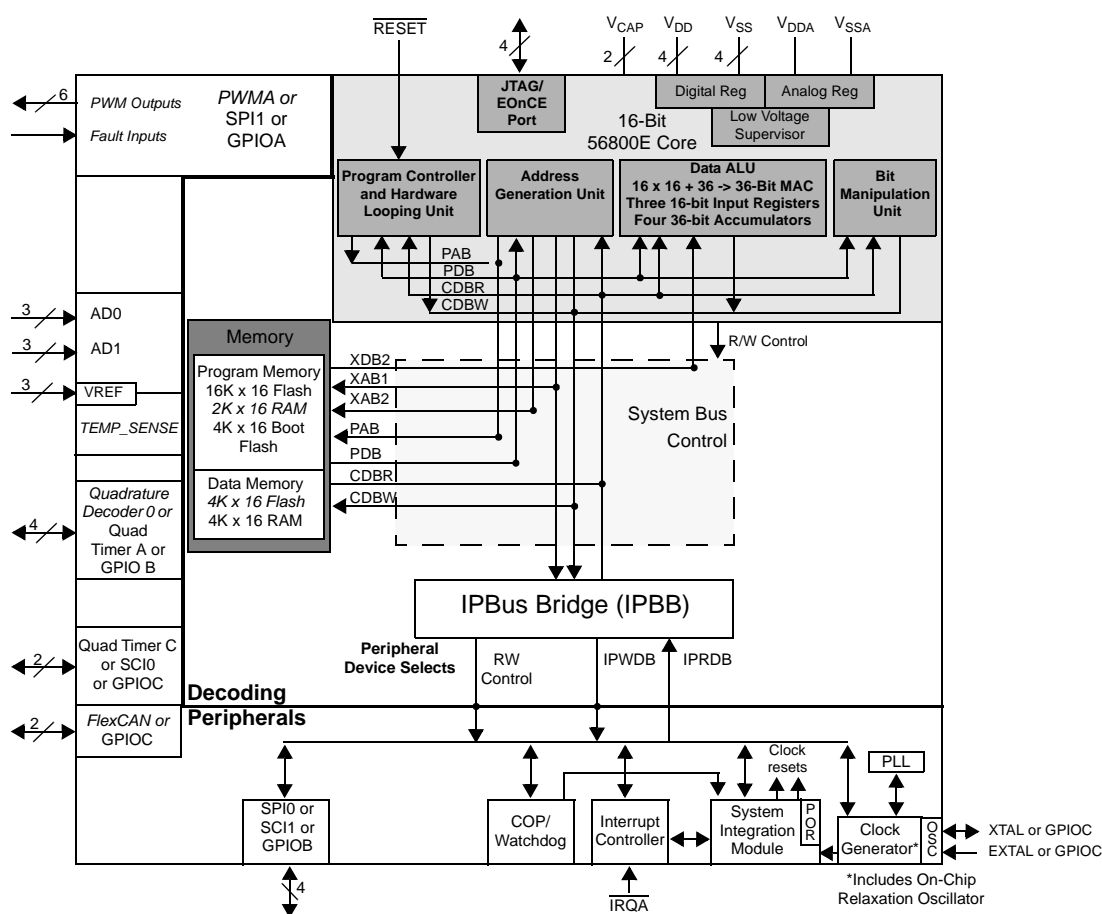 RESET
4
V_CAP
V_DD
V_SS
V_DDA
V_SSA
2
4
4
6
PWM Outputs
Fault Inputs
PWMA or
SPI1 or
GPIOA
JTAG/
EOnCE
Port
Digital Reg
Analog Reg
Low Voltage
Supervisor
16-Bit
56800E Core
Program Controller
and Hardware
Looping Unit
Address
Generation Unit
Data ALU
16 x 16 + 36 -> 36-Bit MAC
Three 16-bit Input Registers
Four 36-bit Accumulators
Bit
Manipulation
Unit
PAB
PDB
CDBR
CDBW
3
AD0
3
AD1
3
VREF
TEMP_SENSE
Memory
Program Memory
16K x 16 Flash
2K x 16 RAM
4K x 16 Boot
Flash
Data Memory
4K x 16 Flash
4K x 16 RAM
XDB2
XAB1
XAB2
PAB
PDB
CDBR
CDBW
R/W Control
System Bus
Control
4
Quadrature
Decoder 0 or
Quad
Timer A or
GPIO B
IPBus Bridge (IPBB)
2
Quad Timer C
or SCI0
or GPIOC
Peripheral
Device Selects
RW
Control
IPWDB
IPRDB
Decoding
Peripherals
2
FlexCAN or
GPIOC
Clock
resets
PLL
SPI0 or
SCI1 or
GPIOB
COP/
Watchdog
Interrupt
Controller
System
Integration
Module
POR
Clock
Generator*
OSC
XTAL or GPIOC
EXTAL or GPIOC
4
IRQA
*Includes On-Chip
Relaxation Oscillator